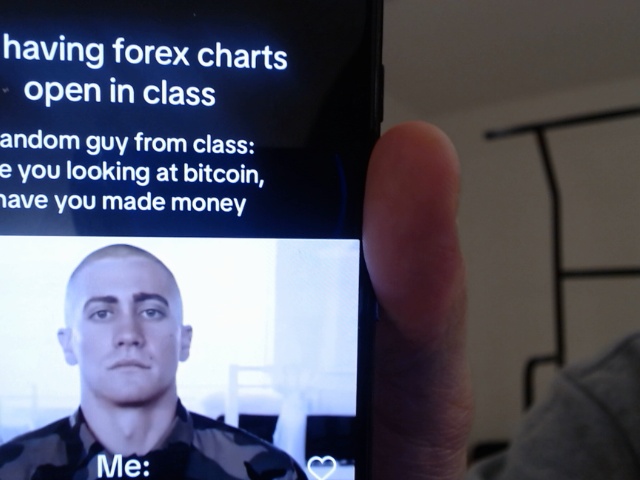 having forex charts
open in class
andom guy from class:
e you looking at bitcoin,
have you made money
Me: